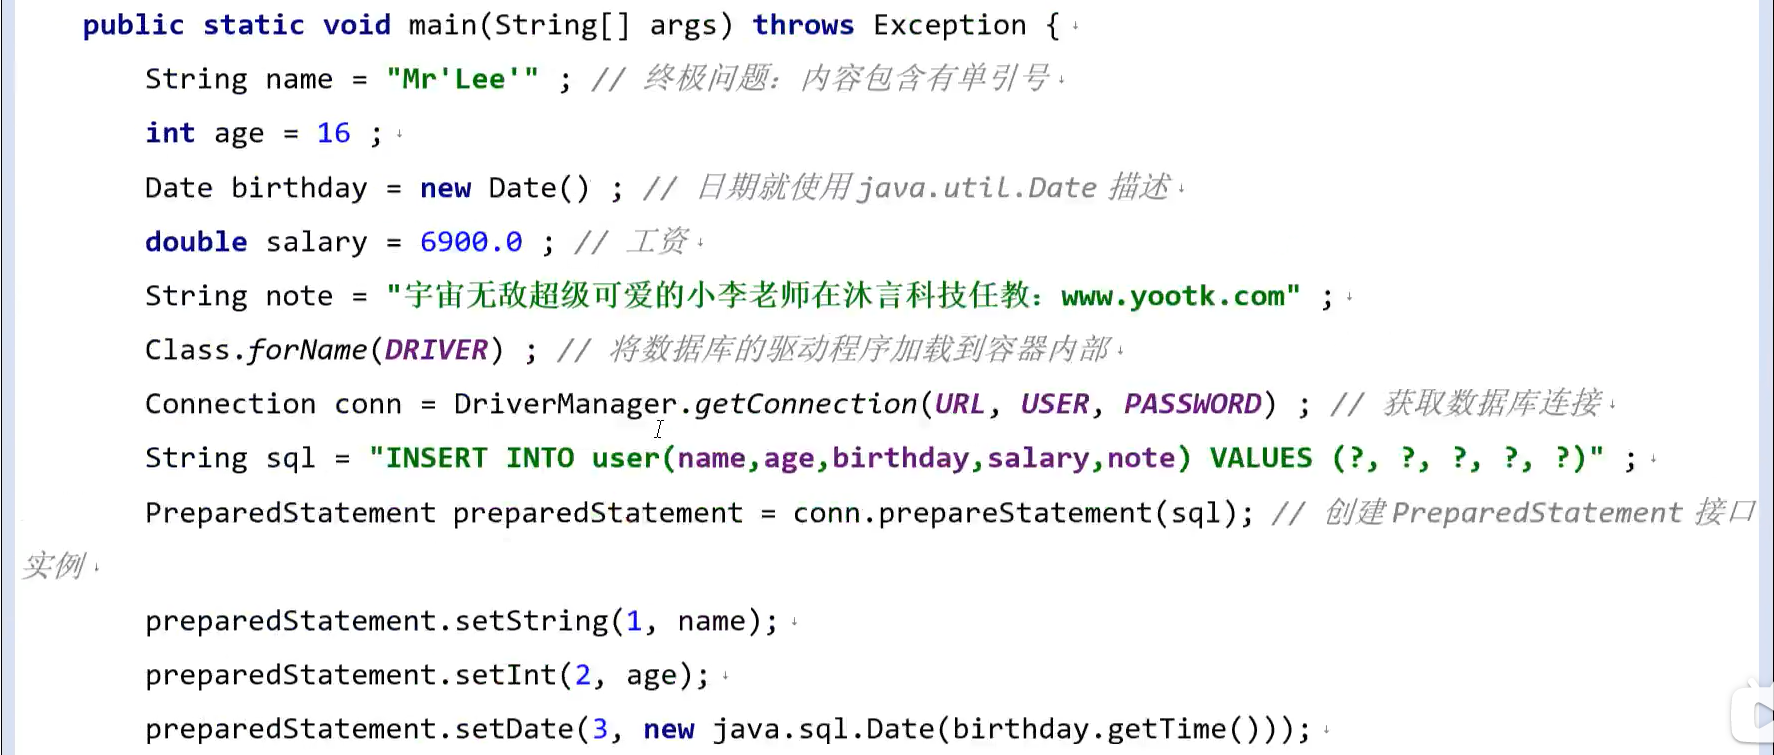 public static void main(String[] args) throws Exception {
String name = "Mr'Lee'" ; // 终极问题：内容包含有单引号
int age = 16 ;
Date birthday = new Date() ; // 日期就使用java.util.Date 描述
double salary = 6900.0 ; // 工资
String note = "宇宙无敌超级可爱的小李老师在沐言科技任教：www.yootk.com" ;
Class.forName(DRIVER) ; // 将数据库的驱动程序加载到容器内部
Connection conn = DriverManager.getConnection(URL, USER, PASSWORD) ; // 获取数据库连接
String sql = "INSERT INTO user(name,age,birthday,salary,note) VALUES (?, ?, ?, ?, ?)" ;
PreparedStatement preparedStatement = conn.prepareStatement(sql); // 创建PreparedStatement 接口
实例
preparedStatement.setString(1, name);
preparedStatement.setInt(2, age);
preparedStatement.setDate(3, new java.sql.Date(birthday.getTime()));